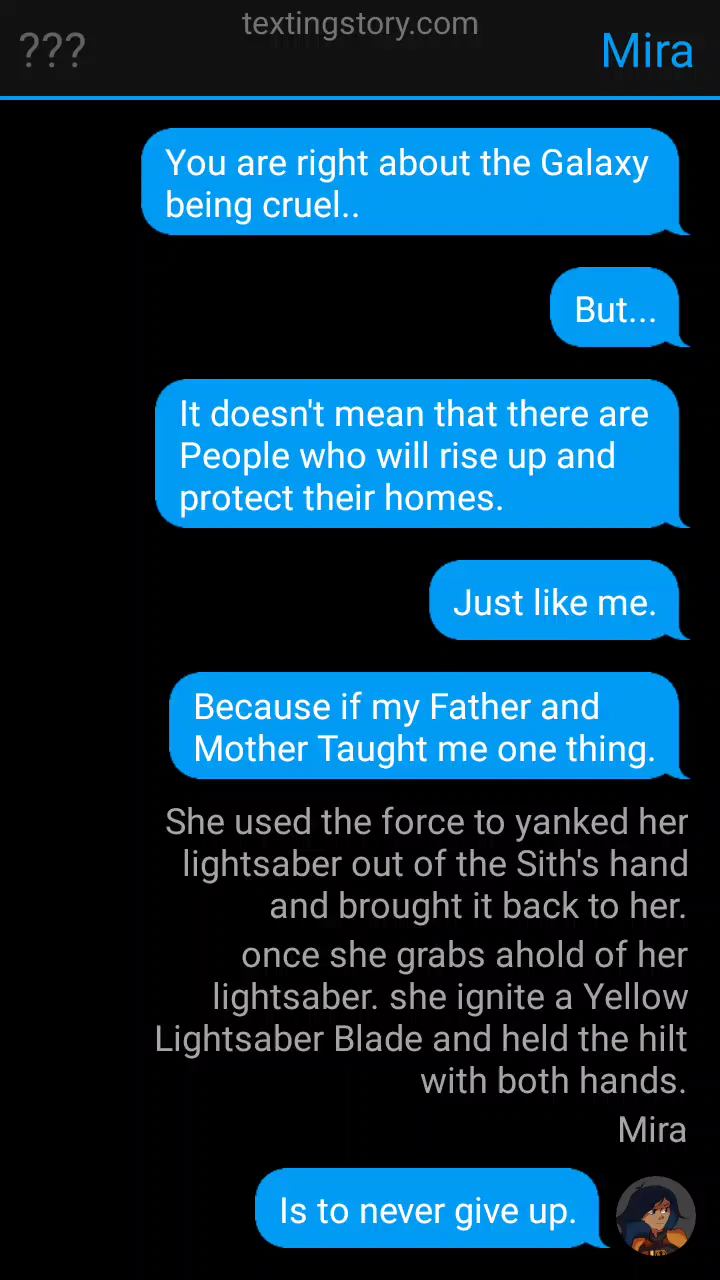 textingstory.com
??? Mira
You are right about the Galaxy
being cruel..
But...
It doesn't mean that there are
People who will rise up and
protect their homes.
Just like me.
Because if my Father and
Mother Taught me one thing.
She used the force to yanked her
lightsaber out of the Sith's hand
and brought it back to her.
once she grabs ahold of her
lightsaber. she ignite a Yellow
Lightsaber Blade and held the hilt
with both hands.
Mira
Is to never give up.